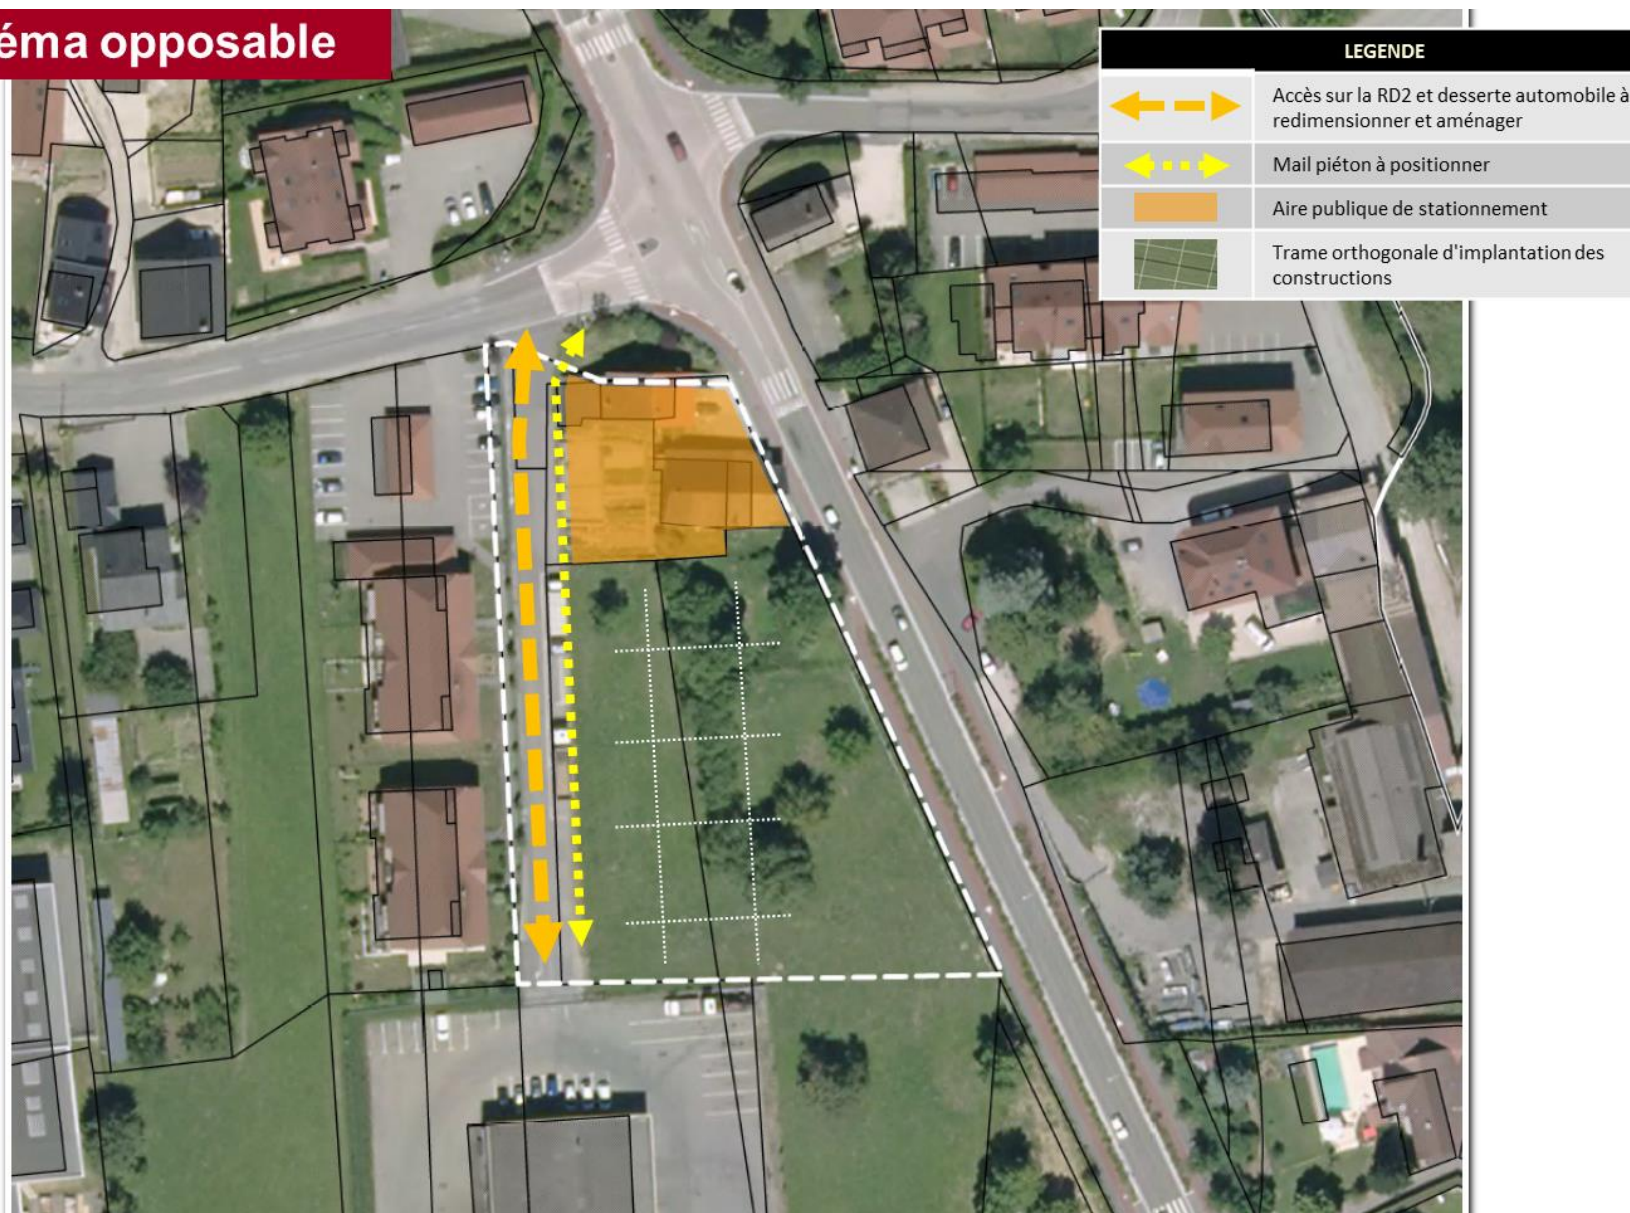 éma opposable
LEGENDE
Accès sur la RD2 et desserte automobile à
redimensionner et aménager
Mail piéton à positionner
Aire publique de stationnement
Trame orthogonale d'implantation des
constructions